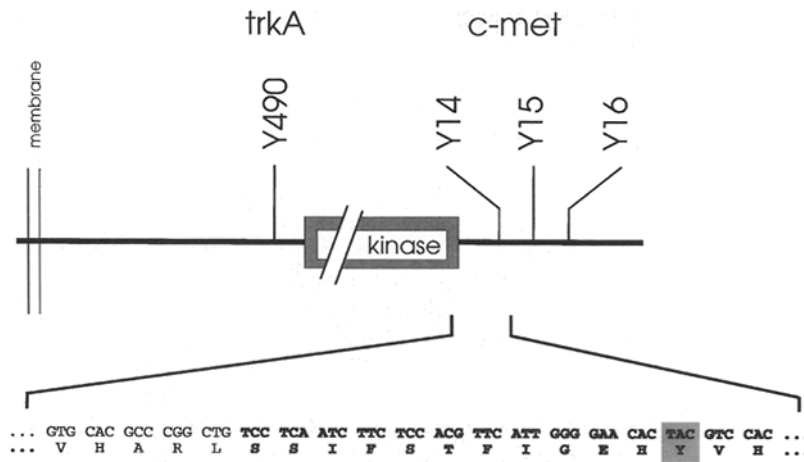 trkA c-met
membrane
Y490 Y14 Y15 Y16
kinase
... GTG CAC GCC CGG CTG TCC TCA ATC TTC TCC ACG TTC ATT GGG GAA CAC TAC GTC CAC ...
... V H A R L S S I F S T F I G E H Y V H ...